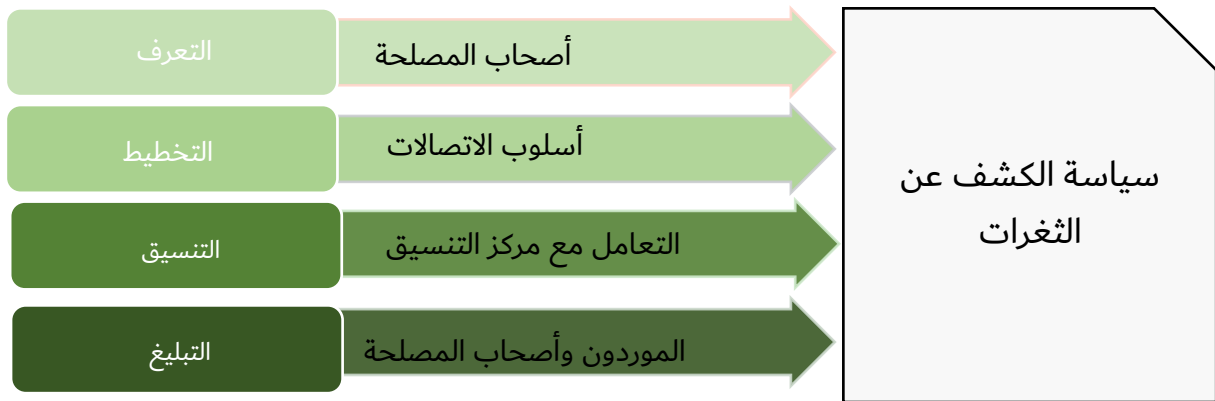 التعرف
أصحاب المصلحة
التخطيط
أسلوب الاتصالات
التنسيق
التعامل مع مركز التنسيق
التبليغ
الموردون وأصحاب المصلحة
سياسة الكشف عن
الثغرات